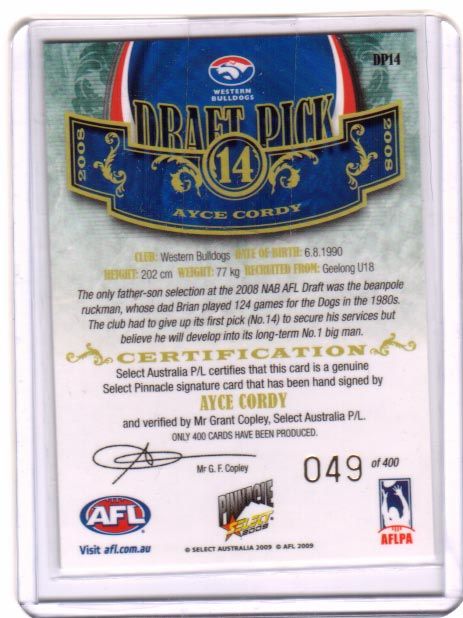 DP14
WESTERN
BULLDOGS
DRAFT PICK
2008 14 2008
AYCE CORDY
CLUB: Western Bulldogs DATE OF BIRTH: 6.8.1990
HEIGHT: 202 cm WEIGHT: 77 kg RECRUITED FROM: Geelong U18
The only father-son selection at the 2008 NAB AFL Draft was the beanpole
ruckman, whose dad Brian played 124 games for the Dogs in the 1980s.
The club had to give up its first pick (No.14) to secure his services but
believe he will develop into its long-term No.1 big man.
CERTIFICATION
Select Australia P/L certifies that this card is a genuine
Select Pinnacle signature card that has been hand signed by
AYCE CORDY
and verified by Mr Grant Copley, Select Australia P/L.
ONLY 400 CARDS HAVE BEEN PRODUCED.
Mr G. F. Copley
049 of 400
AFL
Visit afl.com.au
PINNACLE
SELECT
2009
© SELECT AUSTRALIA 2009 © AFL 2009
AFLPA